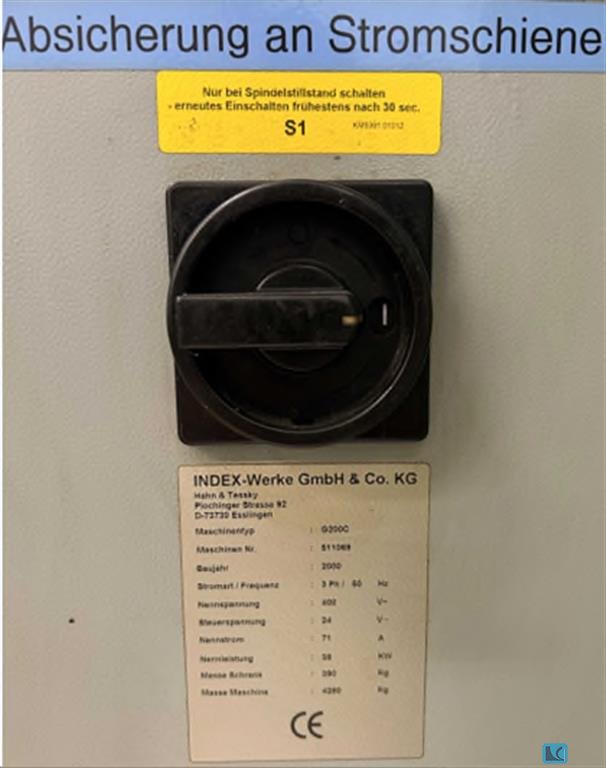 Absicherung an Stromschiene
Nur bei Spindelstillstand schalten
- erneutes Einschalten frühestens nach 30 sec.
S1
INDEX-Werke GmbH & Co. KG
Hahn & Tessky
Plochinger Strasse 92
D-73730 Esslingen
Maschinentyp : G200C
Maschinen Nr. : 511069
Baujahr : 2000
Stromart / Frequenz : 3 Ph / 50 Hz
Nennspannung : 400 V~
Steuerspannung : 24 V-
Nennstrom : 71 A
Nennleistung : 38 KW
Masse Schrank : Kg
Masse Maschine : Kg
CE